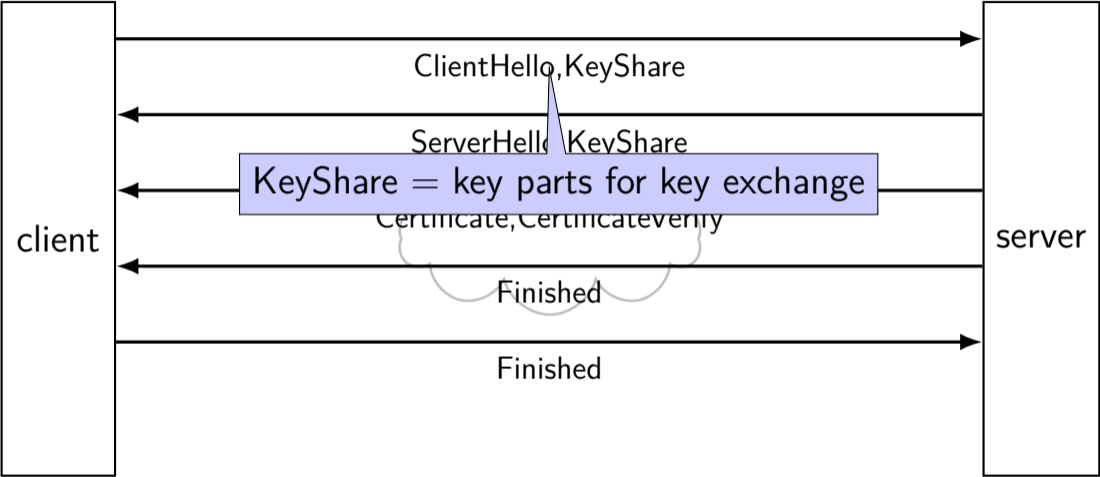 ClientHello,KeyShare
ServerHello,KeyShare
KeyShare = key parts for key exchange
Certificate,CertificateVerify
client
server
Finished
Finished